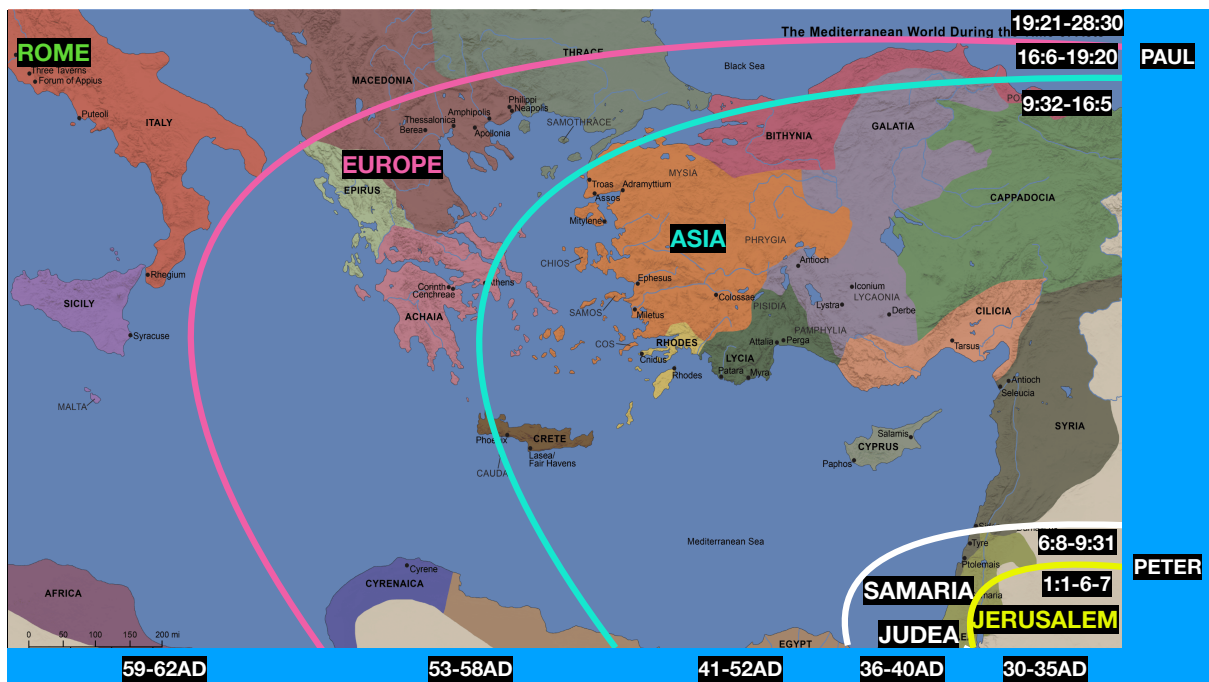 19:21-28:30
The Mediterranean World During th
ROME
THRACE
16:6-19:20
PAUL
Black Sea
Three Taverns
Forum of Appius
MACEDONIA
9:32-16:5
Philippi
Neapolis
Puteoli
ITALY
Amphipolis
Thessalonica
SAMOTHRACE
Berea
Apollonia
BITHYNIA
GALATIA
EUROPE
MYSIA
EPIRUS
Troas
Adramyttium
Assos
CAPPADOCIA
Mitylene
ASIA
PHRYGIA
CHIOS
Antioch
Rhegium
Ephesus
Athens
Corinth
Cenchreae
Iconium
Colossae
LYCAONIA
SICILY
Lystra
PISIDIA
SAMOS
Miletus
Derbe
CILICIA
ACHAIA
PAMPHYLIA
Syracuse
COS
RHODES
Attalia
Perga
Tarsus
Cnidus
LYCIA
Rhodes
Patara
Myra
Antioch
Seleucia
MALTA
SYRIA
Salamis
Phoenix
CRETE
CYPRUS
Lasea/
Fair Havens
Paphos
CAUDA
Mediterranean Sea
Tyre
6:8-9:31
Ptolemais
PETER
Cyrene
CYRENAICA
1:1-6-7
AFRICA
SAMARIA
maria
JERUSALEM
JUDEA
EGYPT
0 50 100 150 200 mi
59-62AD
53-58AD
41-52AD
36-40AD
30-35AD